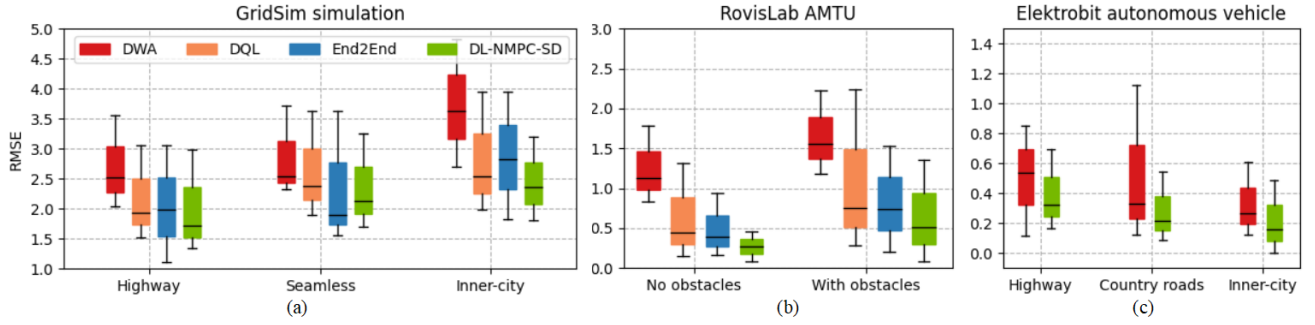 GridSim simulation
RMSE
5.0
4.5
4.0
3.5
3.0
2.5
2.0
1.5
1.0
DWA DQL End2End DL-NMPC-SD
Highway Seamless Inner-city
(a)
RovisLab AMTU
3.0
2.5
2.0
1.5
1.0
0.5
0.0
No obstacles With obstacles
(b)
Elektrobit autonomous vehicle
1.4
1.2
1.0
0.8
0.6
0.4
0.2
0.0
Highway Country roads Inner-city
(c)